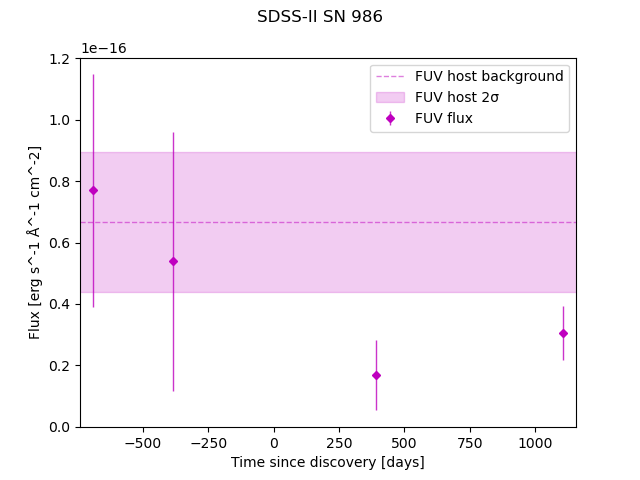 SDSS-II SN 986
1e−16
FUV host background
FUV host 2σ
FUV flux
Flux [erg s^-1 Å^-1 cm^-2]
1.2
1.0
0.8
0.6
0.4
0.2
0.0
−500 −250 0 250 500 750 1000
Time since discovery [days]